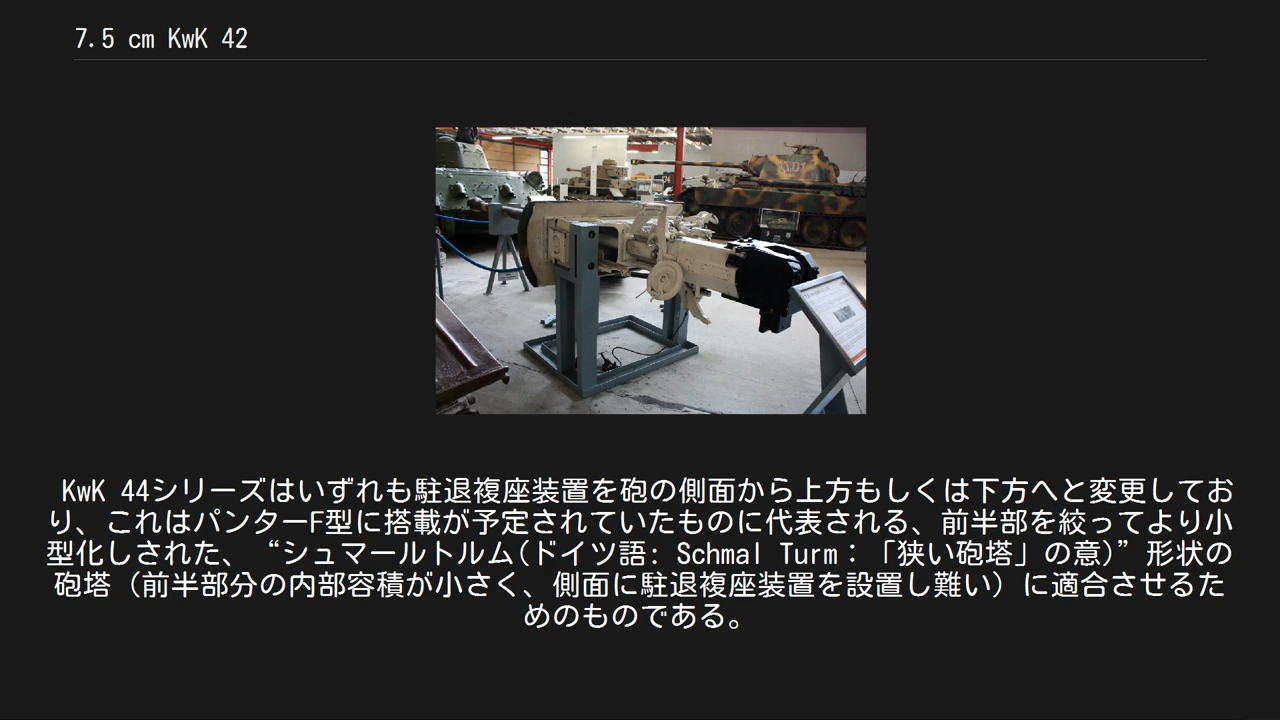 7.5 cm KwK 42
KwK 44シリーズはいずれも駐退複座装置を砲の側面から上方もしくは下方へと変更してお
り、これはパンターF型に搭載が予定されていたものに代表される、前半部を絞ってより小
型化しされた、“シュマールトルム(ドイツ語: Schmal Turm：「狭い砲塔」の意)”形状の
砲塔（前半部分の内部容積が小さく、側面に駐退複座装置を設置し難い）に適合させるた
めのものである。